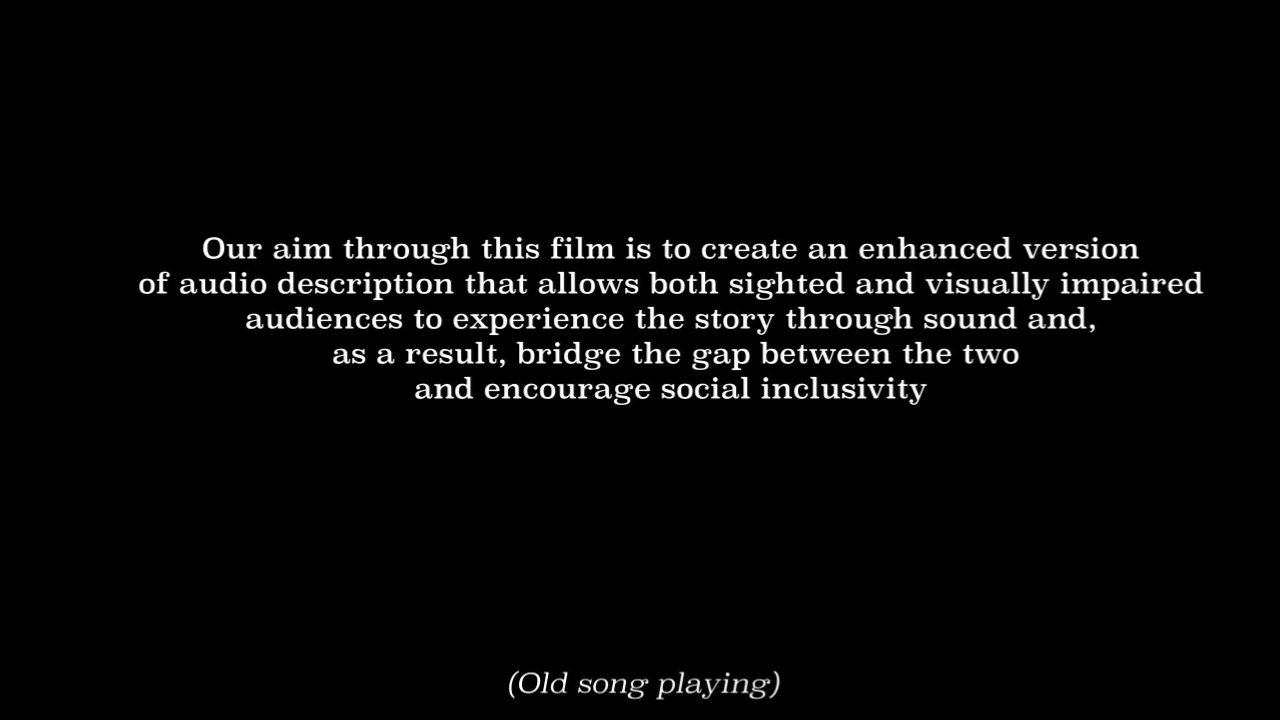 Our aim through this film is to create an enhanced version
of audio description that allows both sighted and visually impaired
audiences to experience the story through sound and,
as a result, bridge the gap between the two
and encourage social inclusivity
(Old song playing)